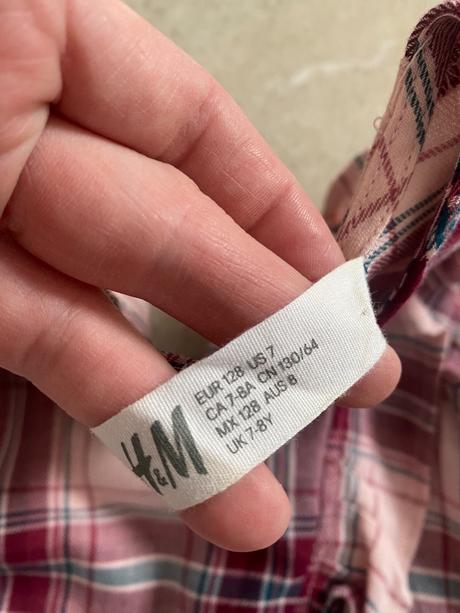 H&M
EUR 128 US 7
CA 7-8A CN 130/64
MX 128 AUS 8
UK 7-8Y